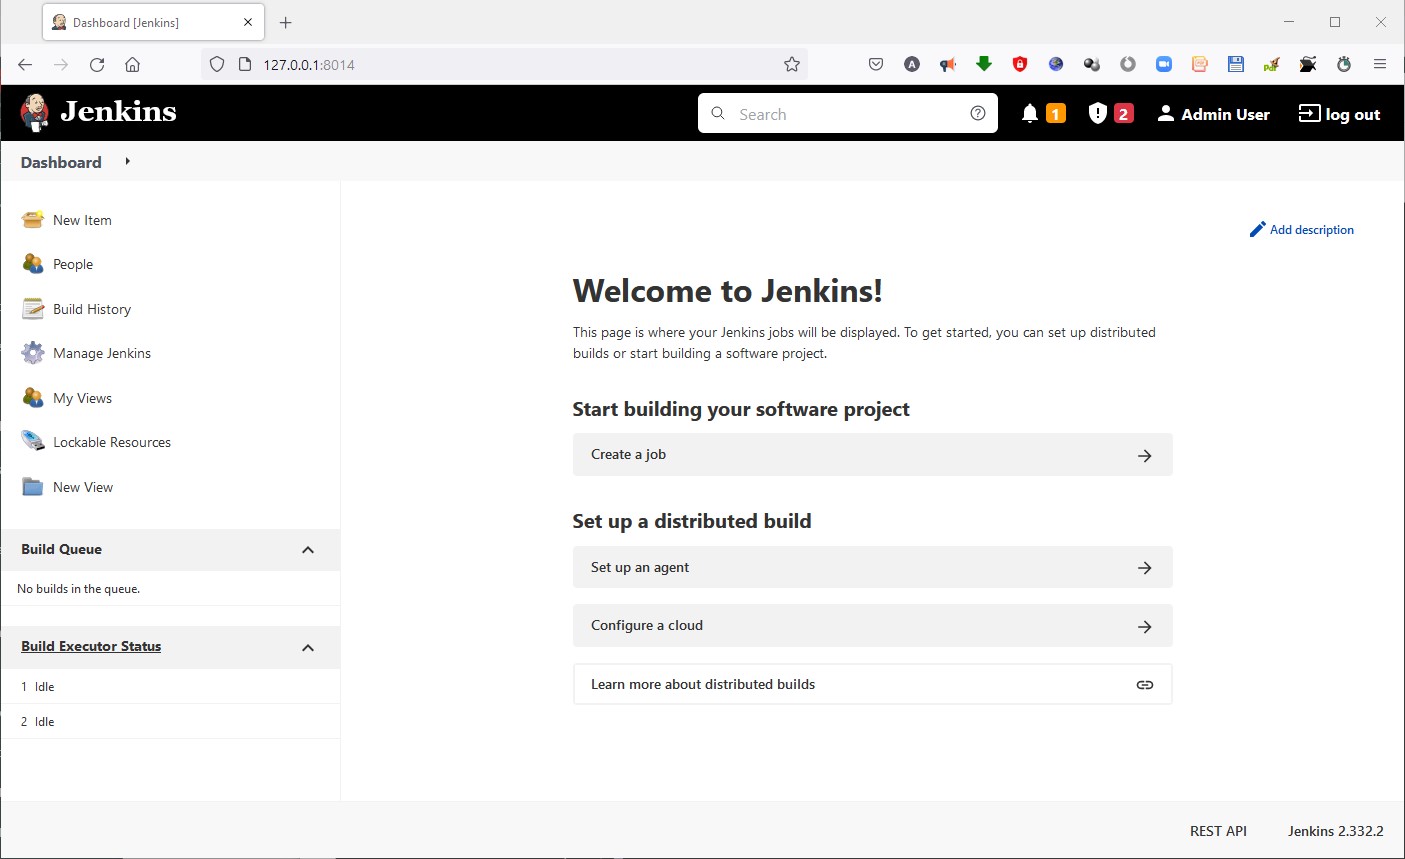 Dashboard [Jenkins]
127.0.0.1:8014
Jenkins
Search
1
2
Admin User
log out
Dashboard
New Item
People
Build History
Manage Jenkins
My Views
Lockable Resources
New View
Build Queue
No builds in the queue.
Build Executor Status
1 Idle
2 Idle
Add description
Welcome to Jenkins!
This page is where your Jenkins jobs will be displayed. To get started, you can set up distributed
builds or start building a software project.
Start building your software project
Create a job
Set up a distributed build
Set up an agent
Configure a cloud
Learn more about distributed builds
REST API
Jenkins 2.332.2